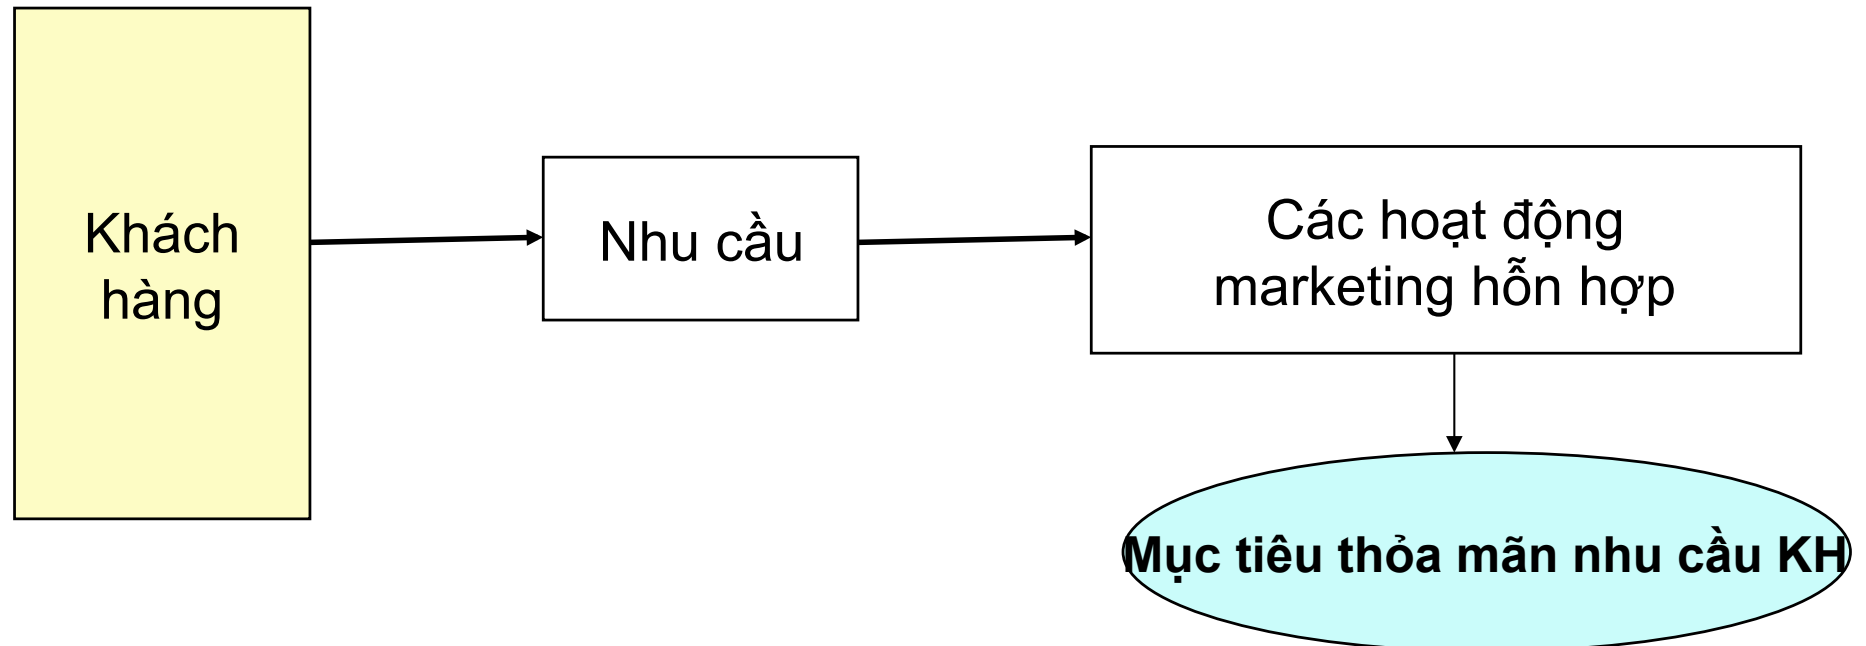 Khách
hàng
Nhu cầu
Các hoạt động
marketing hỗn hợp
Mục tiêu thỏa mãn nhu cầu KH